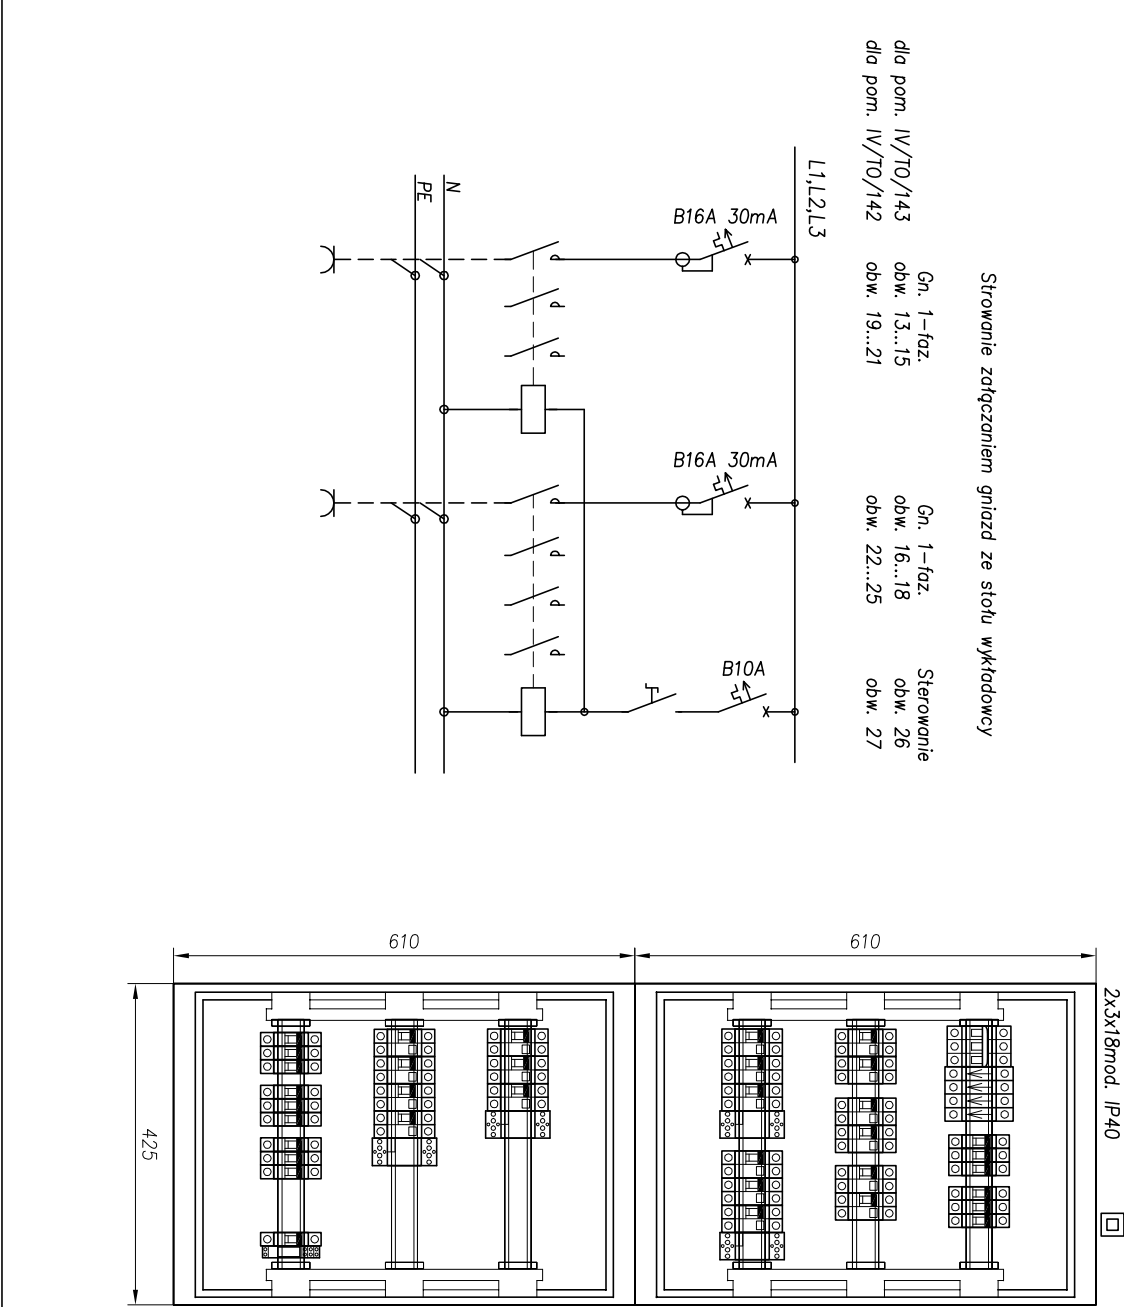 Strowanie załączaniem gniazd ze stołu wykładowcy
Gn. 1-faz.
Gn. 1-faz.
Sterowanie
dla pom. IV/TO/143
obw. 13...15
obw. 16...18
obw. 26
dla pom. IV/TO/142
obw. 19...21
obw. 22...25
obw. 27
L1,L2,L3
B16A 30mA
B16A 30mA
B10A
N
PE
2x3x18mod. IP40
610
610
425